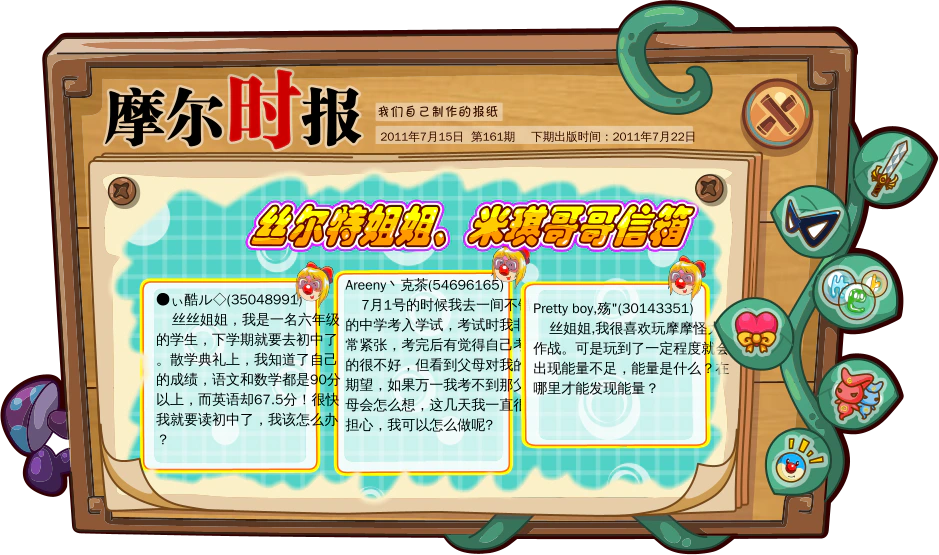 摩尔时报
我们自己制作的报纸
2011年7月15日 第161期 下期出版时间：2011年7月22日
丝尔特姐姐、米琪哥哥信箱
●ぃ酷ル◇(35048991)
丝丝姐姐，我是一名六年级
的学生，下学期就要去初中了
。散学典礼上，我知道了自己
的成绩，语文和数学都是90分
以上，而英语却67.5分！很快
我就要读初中了，我该怎么办
？
Areeny丶克茶(54696165)
7月1号的时候我去一间不错
的中学考入学试，考试时我非
常紧张，考完后有觉得自己考
的很不好，但看到父母对我的
期望，如果万一我考不到那父
母会怎么想，这几天我一直很
担心，我可以怎么做呢?
Pretty boy,殇"(30143351)
丝姐姐,我很喜欢玩摩摩怪大
作战。可是玩到了一定程度就会
出现能量不足，能量是什么？在
哪里才能发现能量？